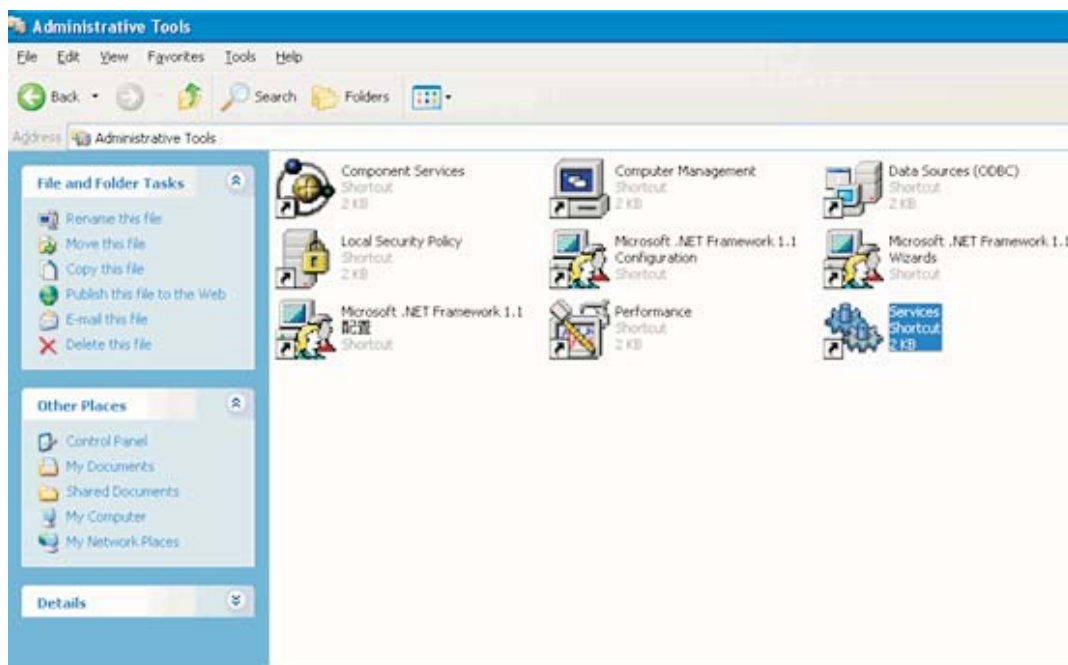 Administrative Tools
File Edit View Favorites Tools Help
Back Search Folders
Address Administrative Tools
File and Folder Tasks
Rename this file
Move this file
Copy this file
Publish this file to the Web
E-mail this file
Delete this file
Other Places
Control Panel
My Documents
Shared Documents
My Computer
My Network Places
Details
Component Services
Shortcut
2 KB
Computer Management
Shortcut
2 KB
Data Sources (ODBC)
Shortcut
2 KB
Local Security Policy
Shortcut
2 KB
Microsoft .NET Framework 1.1
Configuration
Shortcut
Microsoft .NET Framework 1.1
Wizards
Shortcut
Microsoft .NET Framework 1.1
配置
Shortcut
Performance
Shortcut
2 KB
Services
Shortcut
2 KB